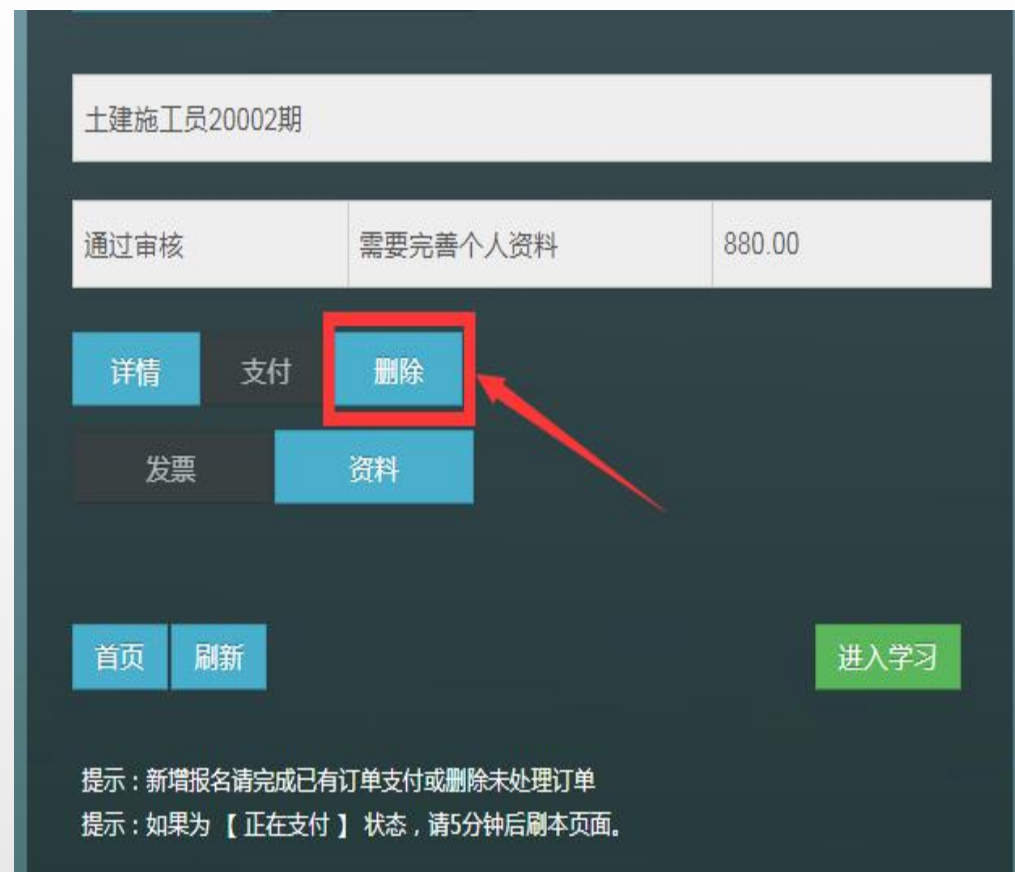 土建施工员20002期
通过审核 需要完善个人资料 880.00
详情 支付 删除
发票 资料
首页 刷新 进入学习
提示：新增报名请完成已有订单支付或删除未处理订单
提示：如果为【正在支付】状态，请5分钟后刷本页面。